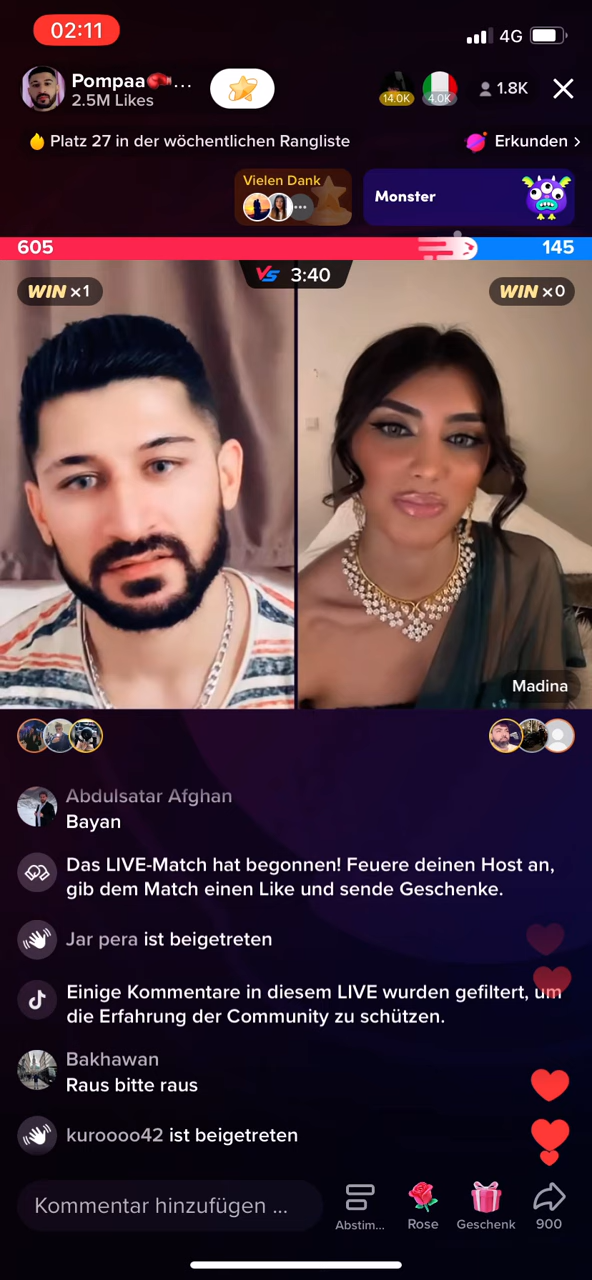 02:11
4G
Pompaa🥊...
2.5M Likes
14.0K
4.0K
1.8K
Platz 27 in der wöchentlichen Rangliste
Erkunden >
Vielen Dank
Monster
605
145
VS 3:40
WIN x1
WIN x0
Madina
Abdulsatar Afghan
Bayan
Das LIVE-Match hat begonnen! Feuere deinen Host an,
gib dem Match einen Like und sende Geschenke.
Jar pera ist beigetreten
Einige Kommentare in diesem LIVE wurden gefiltert, um
die Erfahrung der Community zu schützen.
Bakhawan
Raus bitte raus
kuroooo42 ist beigetreten
Kommentar hinzufügen ...
Abstim...
Rose
Geschenk
900